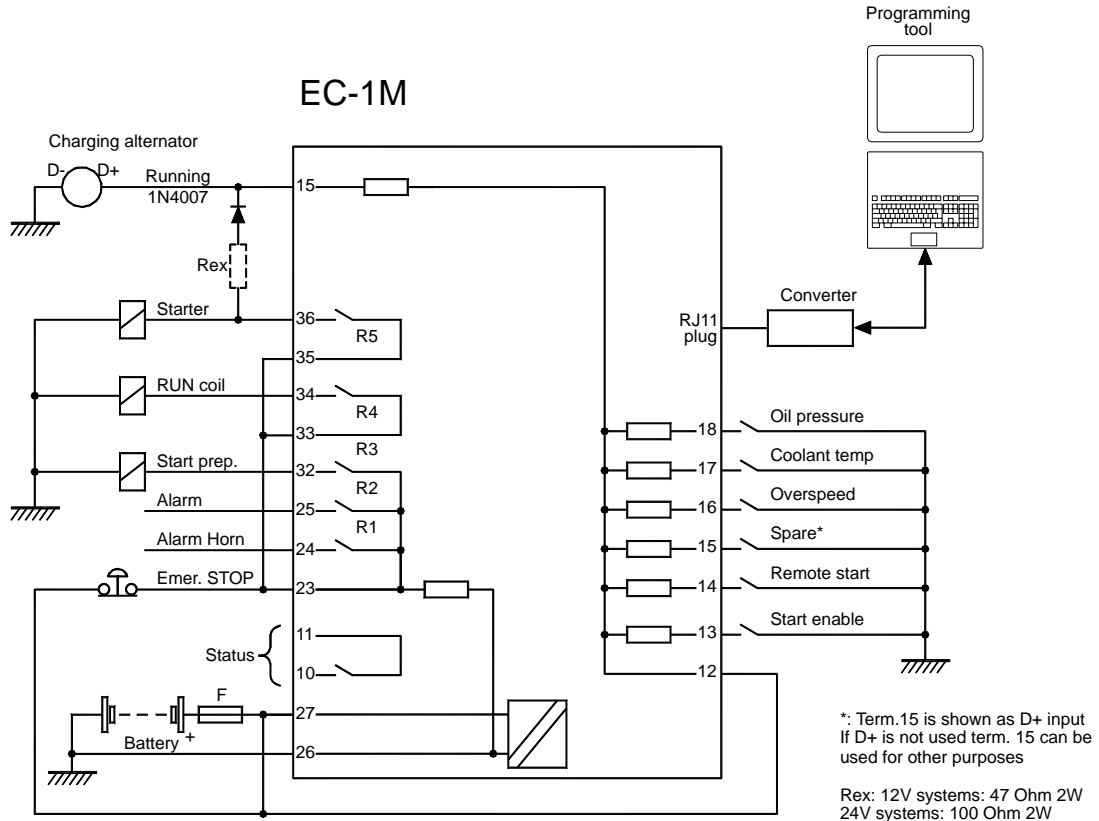 Programming
tool
EC-1M
Charging alternator
D-
D+
Running
1N4007
15
Rex
Starter
36
R5
35
RUN coil
34
R4
33
R3
Start prep.
32
R2
Alarm
25
R1
Alarm Horn
24
Emer. STOP
23
11
Status
10
F
27
Battery
+
26
RJ11
plug
Converter
18
Oil pressure
17
Coolant temp
16
Overspeed
15
Spare*
14
Remote start
13
Start enable
12
*: Term.15 is shown as D+ input
If D+ is not used term. 15 can be
used for other purposes
Rex: 12V systems: 47 Ohm 2W
24V systems: 100 Ohm 2W